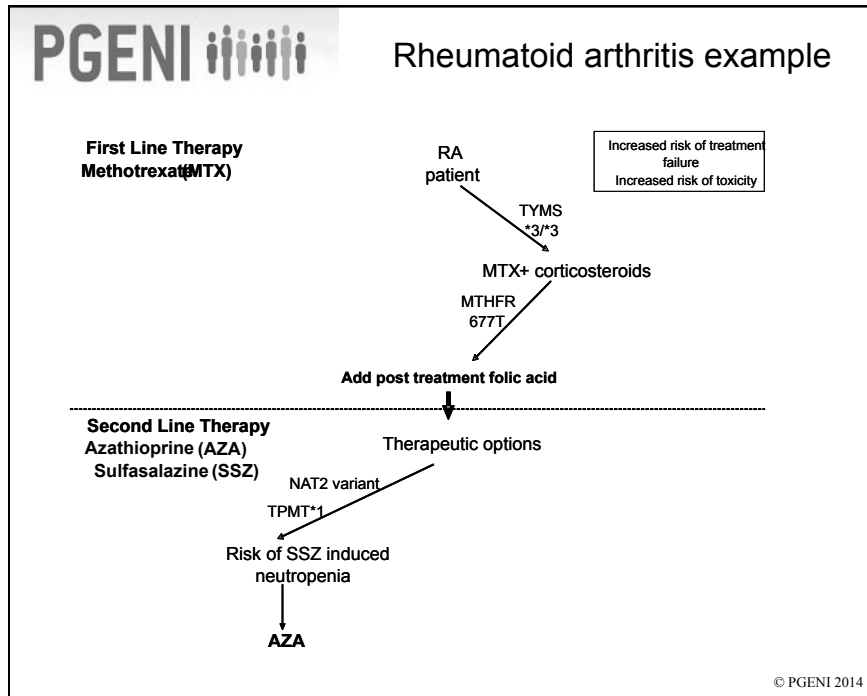 PGENI
Rheumatoid arthritis example
First Line Therapy
Methotrexate(MTX)
RA
patient
Increased risk of treatment
failure
Increased risk of toxicity
TYMS
*3/*3
MTX+ corticosteroids
MTHFR
677T
Add post treatment folic acid
Second Line Therapy
Azathioprine (AZA)
Sulfasalazine (SSZ)
Therapeutic options
NAT2 variant
TPMT*1
Risk of SSZ induced
neutropenia
AZA
© PGENI 2014